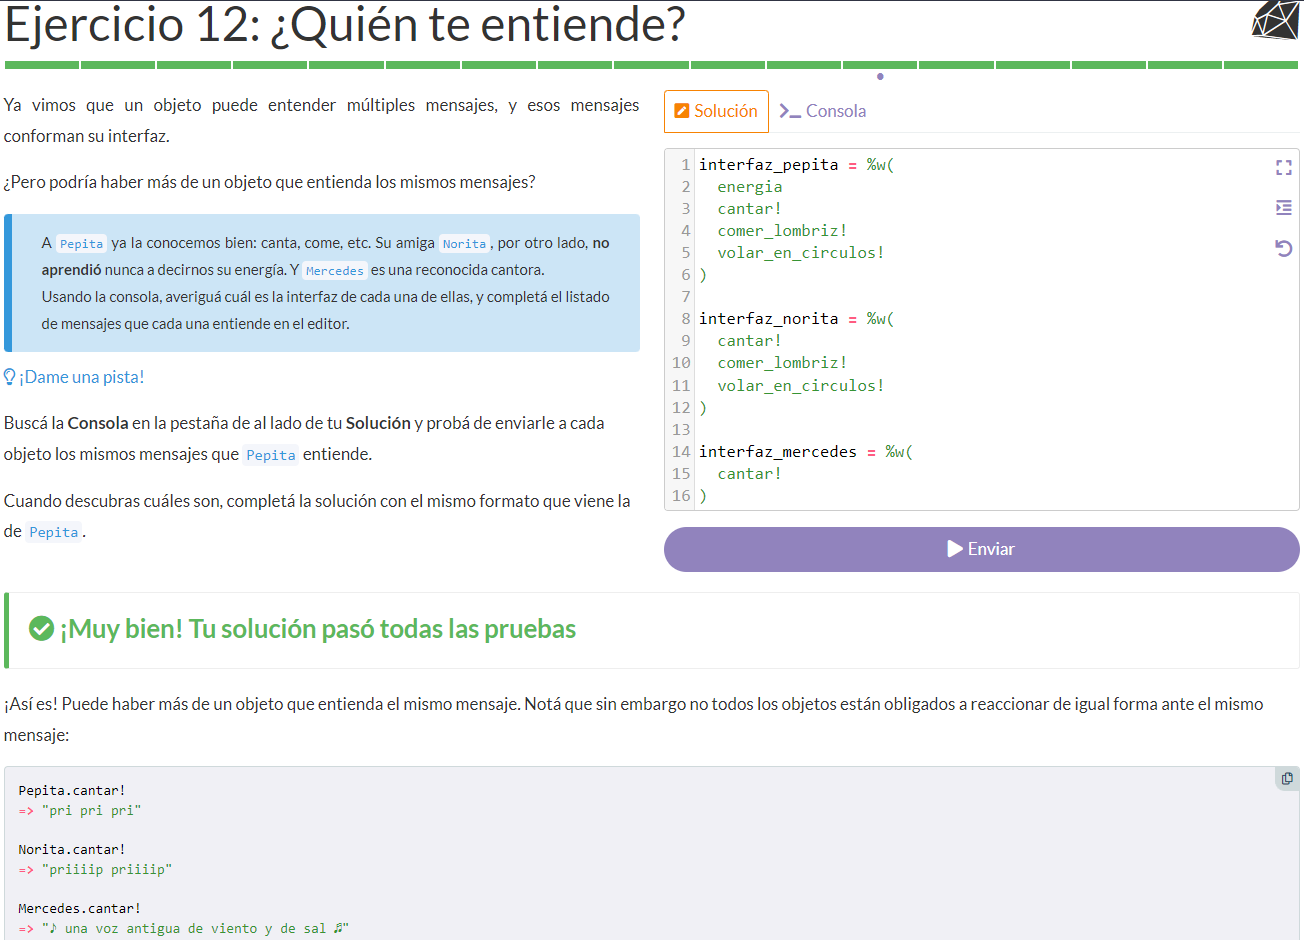 Ejercicio 12: ¿Quién te entiende?
Ya vimos que un objeto puede entender múltiples mensajes, y esos mensajes
conforman su interfaz.
¿Pero podría haber más de un objeto que entienda los mismos mensajes?
A Pepita ya la conocemos bien: canta, come, etc. Su amiga Norita, por otro lado, no
aprendió nunca a decirnos su energía. Y Mercedes es una reconocida cantora.
Usando la consola, averiguá cuál es la interfaz de cada una de ellas, y completá el listado
de mensajes que cada una entiende en el editor.
¡Dame una pista!
Buscá la Consola en la pestaña de al lado de tu Solución y probá de enviarle a cada
objeto los mismos mensajes que Pepita entiende.
Cuando descubras cuáles son, completá la solución con el mismo formato que viene la
de Pepita.
Solución
Consola
1 interfaz_pepita = %w(
2 energia
3 cantar!
4 comer_lombriz!
5 volar_en_circulos!
6 )
7
8 interfaz_norita = %w(
9 cantar!
10 comer_lombriz!
11 volar_en_circulos!
12 )
13
14 interfaz_mercedes = %w(
15 cantar!
16 )
Enviar
¡Muy bien! Tu solución pasó todas las pruebas
¡Así es! Puede haber más de un objeto que entienda el mismo mensaje. Notá que sin embargo no todos los objetos están obligados a reaccionar de igual forma ante el mismo
mensaje:
Pepita.cantar!
=> "pri pri pri"
Norita.cantar!
=> "priiiip priiiip"
Mercedes.cantar!
=> "♪ una voz antigua de viento y de sal ♬"